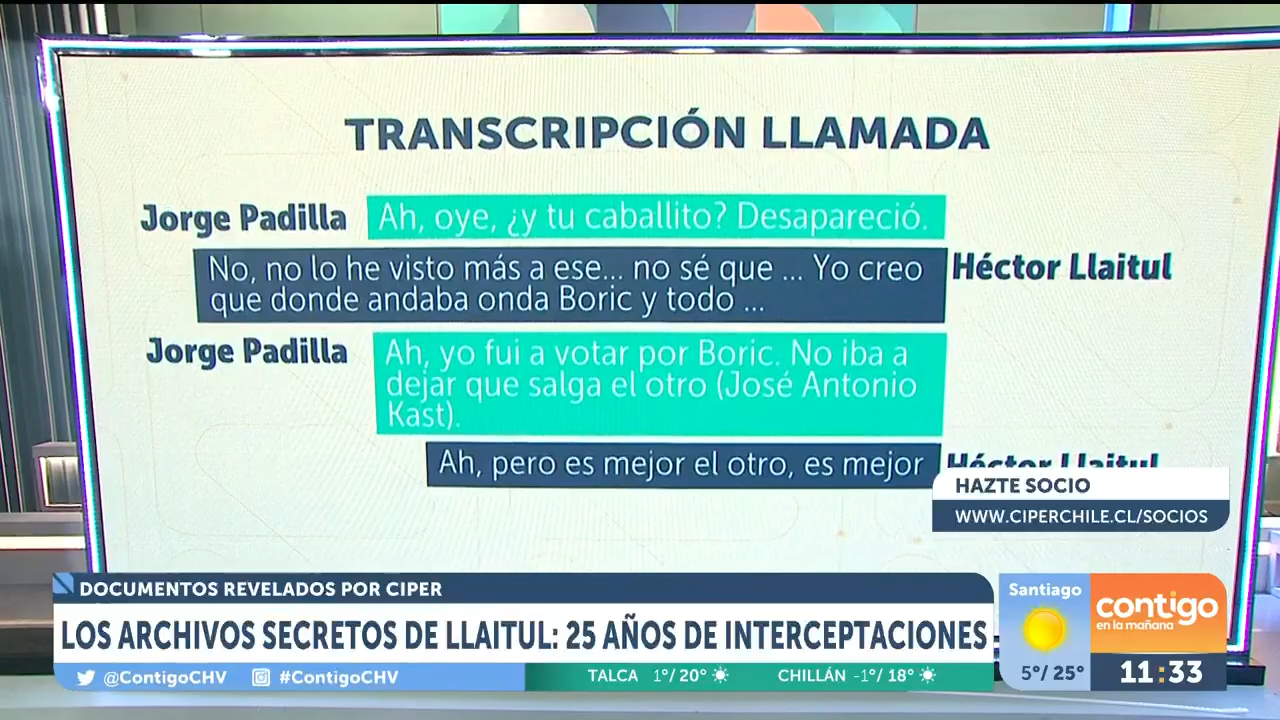 TRANSCRIPCIÓN LLAMADA
Jorge Padilla
Ah, oye, ¿y tu caballito? Desapareció.
No, no lo he visto más a ese... no sé que ... Yo creo
que donde andaba onda Boric y todo ...
Héctor Llaitul
Jorge Padilla
Ah, yo fui a votar por Boric. No iba a
dejar que salga el otro (José Antonio
Kast).
Ah, pero es mejor el otro, es mejor
Héctor Llaitul
HAZTE SOCIO
WWW.CIPERCHILE.CL/SOCIOS
DOCUMENTOS REVELADOS POR CIPER
LOS ARCHIVOS SECRETOS DE LLAITUL: 25 AÑOS DE INTERCEPTACIONES
@ContigoCHV #ContigoCHV TALCA 1°/20° CHILLÁN -1°/18°
Santiago
5°/25°
contigo
en la mañana
11:33